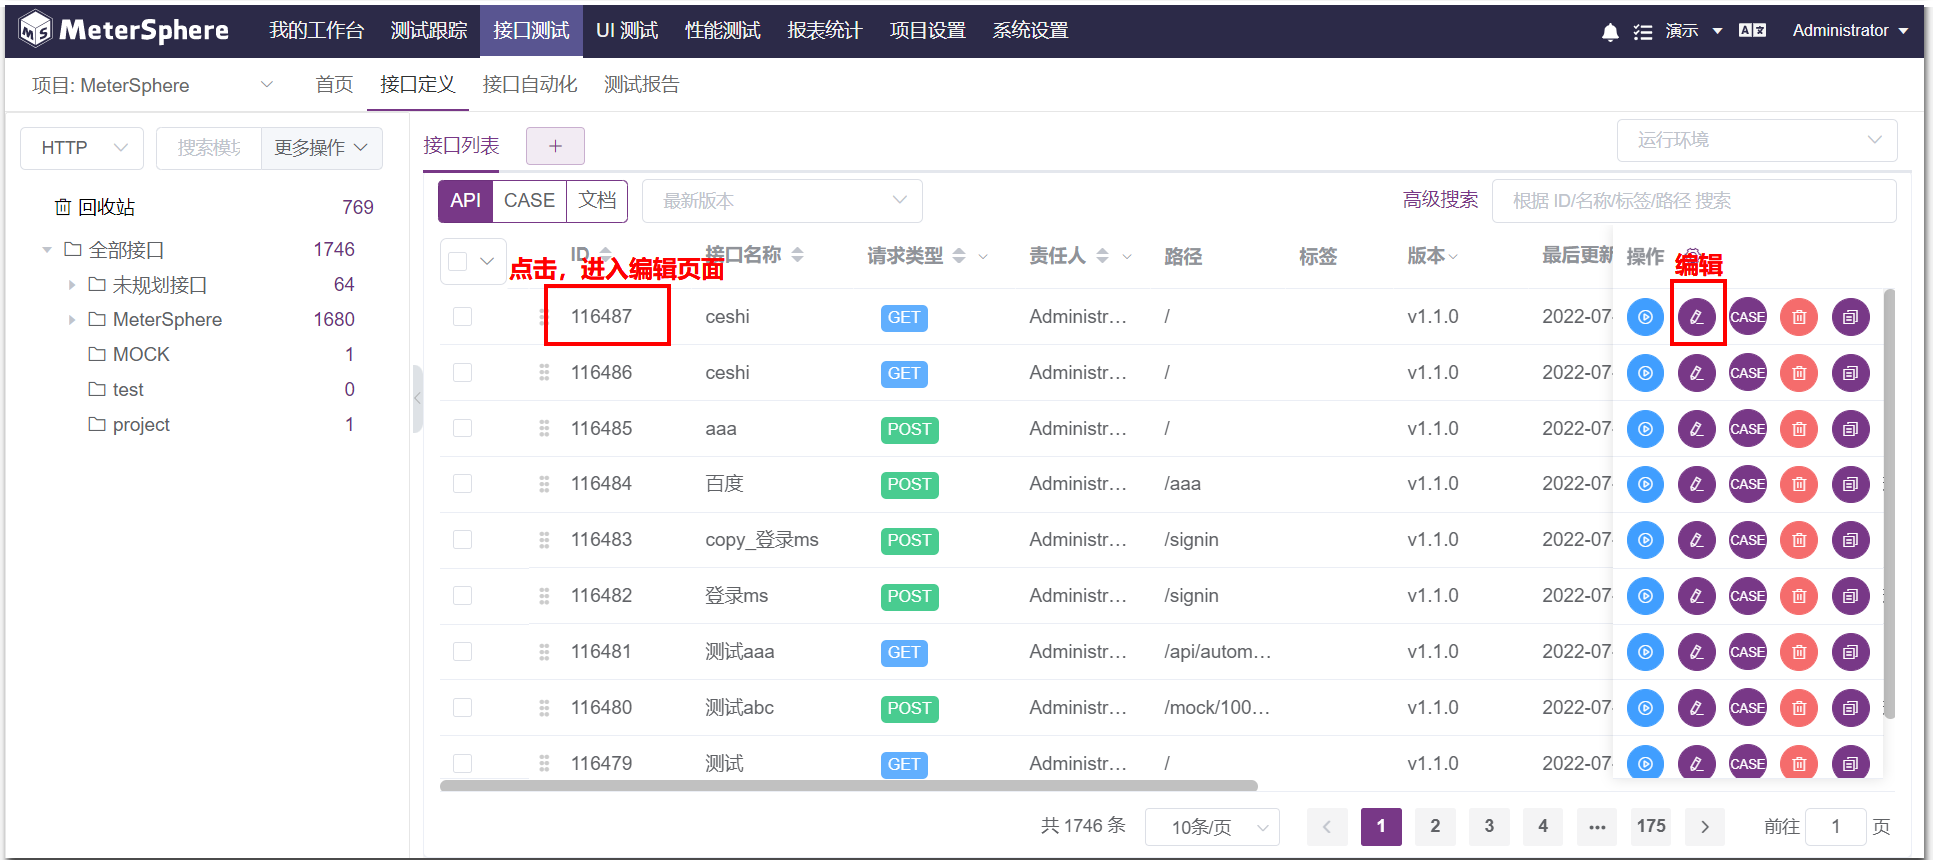 MeterSphere 我的工作台 测试跟踪 接口测试 UI 测试 性能测试 报表统计 项目设置 系统设置 演示 Administrator
项目: MeterSphere 首页 接口定义 接口自动化 测试报告
HTTP 搜索模块 更多操作
接口列表 + 运行环境
API CASE 文档 最新版本 高级搜索 根据 ID/名称/标签/路径 搜索
回收站 769
全部接口 1746
未规划接口 64
MeterSphere 1680
MOCK 1
test 0
project 1
ID 接口名称 请求类型 责任人 路径 标签 版本 最后更新 操作
点击，进入编辑页面 编辑
116487 ceshi GET Administr... / v1.1.0 2022-07- CASE
116486 ceshi GET Administr... / v1.1.0 2022-07- CASE
116485 aaa POST Administr... / v1.1.0 2022-07- CASE
116484 百度 POST Administr... /aaa v1.1.0 2022-07- CASE
116483 copy_登录ms POST Administr... /signin v1.1.0 2022-07- CASE
116482 登录ms POST Administr... /signin v1.1.0 2022-07- CASE
116481 测试aaa GET Administr... /api/autom... v1.1.0 2022-07- CASE
116480 测试abc POST Administr... /mock/100... v1.1.0 2022-07- CASE
116479 测试 GET Administr... / v1.1.0 2022-07- CASE
共 1746 条 10条/页 < 1 2 3 4 ... 175 > 前往 1 页